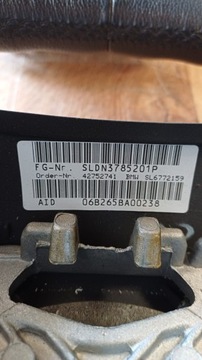 FG-Nr. SLDN3785201P
Order-Nr. 42752741 BMW SL6772159
AID 06B265BA00238